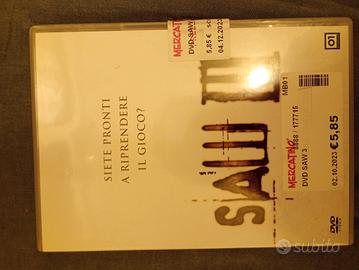 SIETE PRONTI
A RIPRENDERE
IL GIOCO?
SAW III
MERCATINO
DVD SAW
5,85 €
04.12.2023
01
MB01
MERCATINO
177715
DVD SAW 3
02.10.2023
€ 5,85
DVD
subito